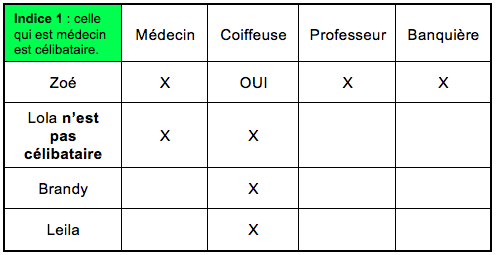 Indice 1 : celle
qui est médecin
est célibataire.
Médecin Coiffeuse Professeur Banquière
Zoé X OUI X X
Lola n'est
pas
célibataire
X X
Brandy X
Leila X